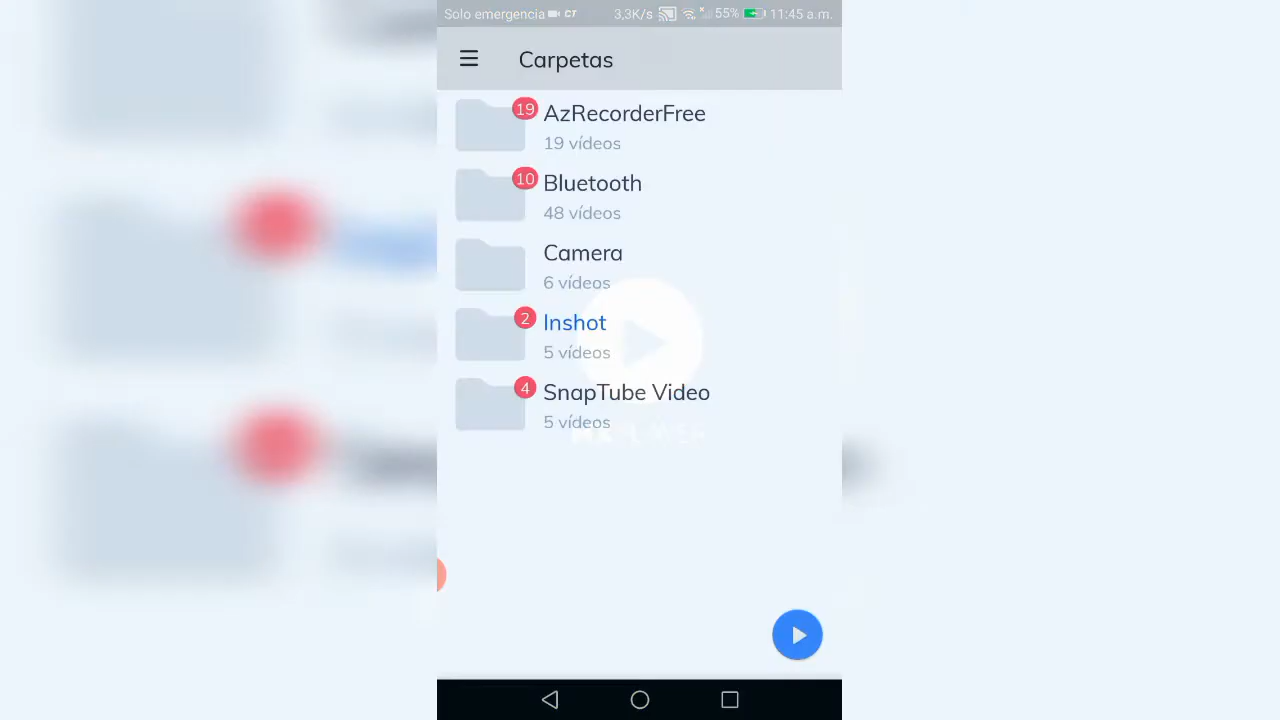 Solo emergencia CT 3,3K/s 55% 11:45 a.m.
Carpetas
19 AzRecorderFree
19 vídeos
10 Bluetooth
48 vídeos
Camera
6 vídeos
2 Inshot
5 vídeos
4 SnapTube Video
5 vídeos